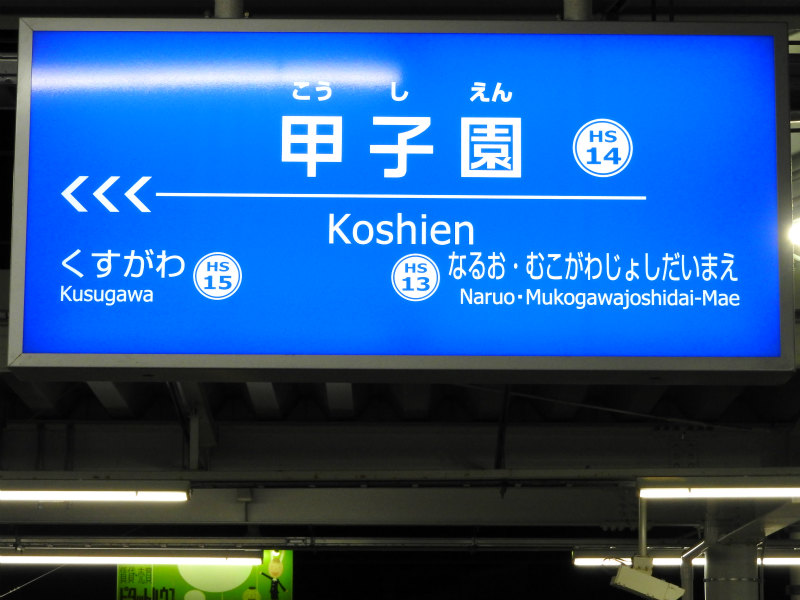 こう し えん
甲子園 HS 14
Koshien
くすがわ HS 15 HS 13 なるお・むこがわじょしだいまえ
Kusugawa Naruo・Mukogawajoshidai-Mae